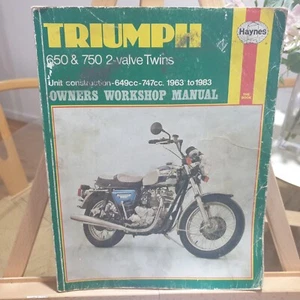 TRIUMPH
Haynes
650 & 750 2-valve Twins
Unit construction - 649cc - 747cc. 1963 to 1983
OWNERS WORKSHOP MANUAL